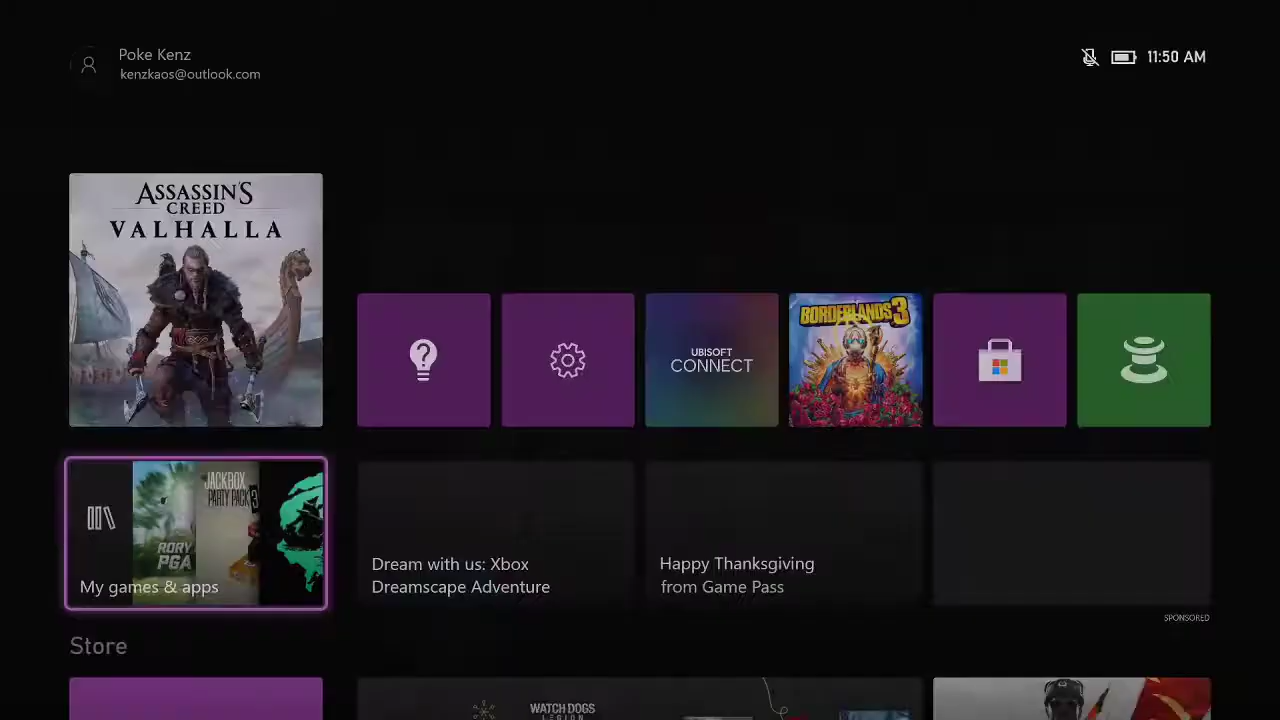 Poke Kenz
kenzkaos@outlook.com
11:50 AM
ASSASSIN'S
CREED
VALHALLA
UBISOFT
CONNECT
BORDERLANDS 3
JACKBOX
PARTY PACK 3
RORY
PGA
My games & apps
Dream with us: Xbox
Dreamscape Adventure
Happy Thanksgiving
from Game Pass
SPONSORED
Store
WATCH DOGS
LEGION